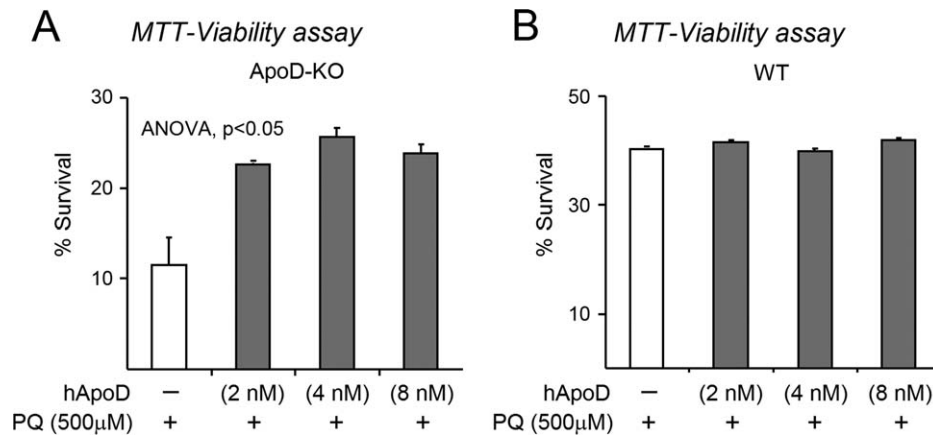 A MTT-Viability assay
ApoD-KO
ANOVA, p<0.05
% Survival
30
20
10
hApoD – (2 nM) (4 nM) (8 nM)
PQ (500µM) + + + +
B MTT-Viability assay
WT
% Survival
50
30
10
hApoD – (2 nM) (4 nM) (8 nM)
PQ (500µM) + + + +